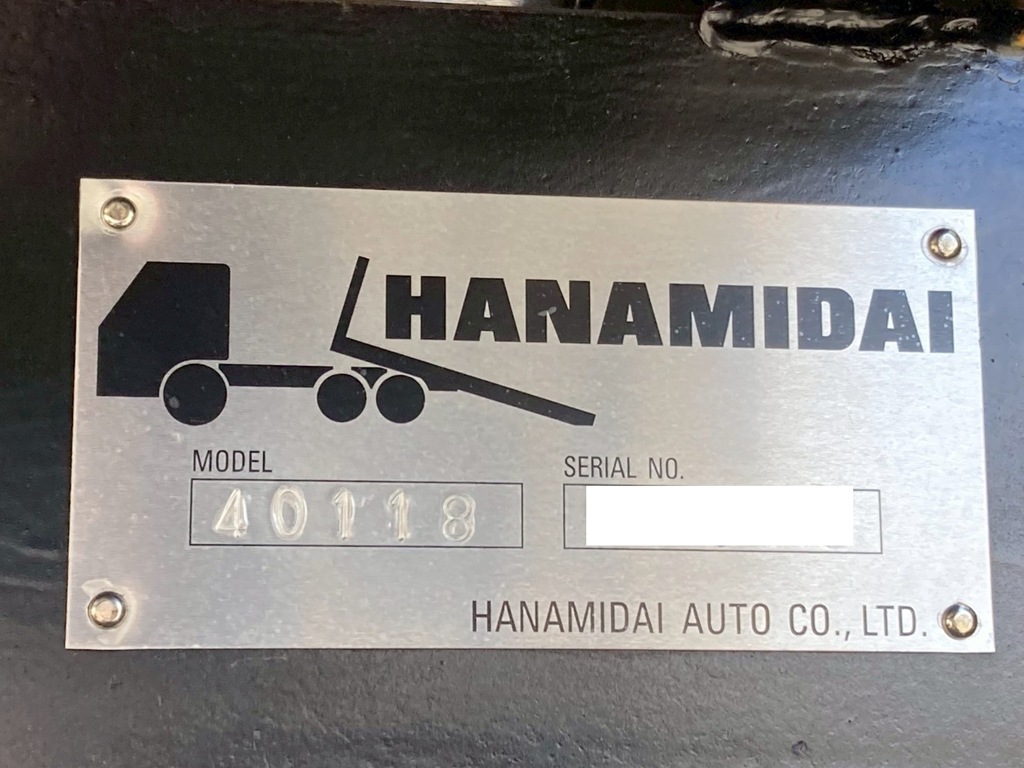 HANAMIDAI
MODEL
40118
SERIAL NO.
HANAMIDAI AUTO CO., LTD.